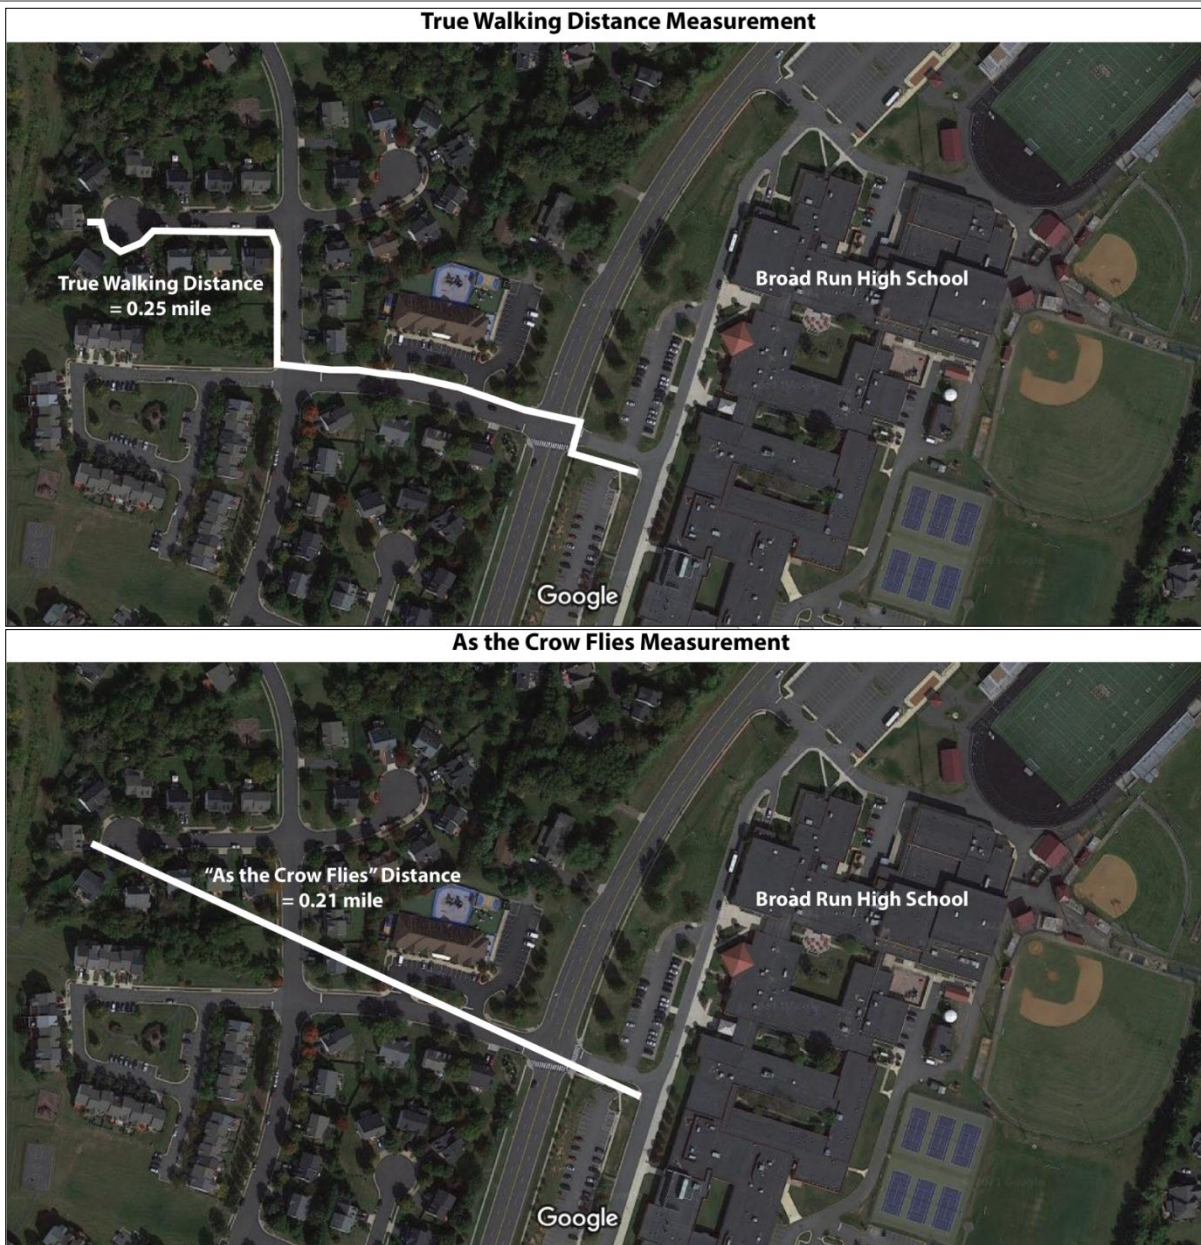 True Walking Distance Measurement
True Walking Distance
= 0.25 mile
Broad Run High School
Google
As the Crow Flies Measurement
“As the Crow Flies” Distance
= 0.21 mile
Broad Run High School
Google